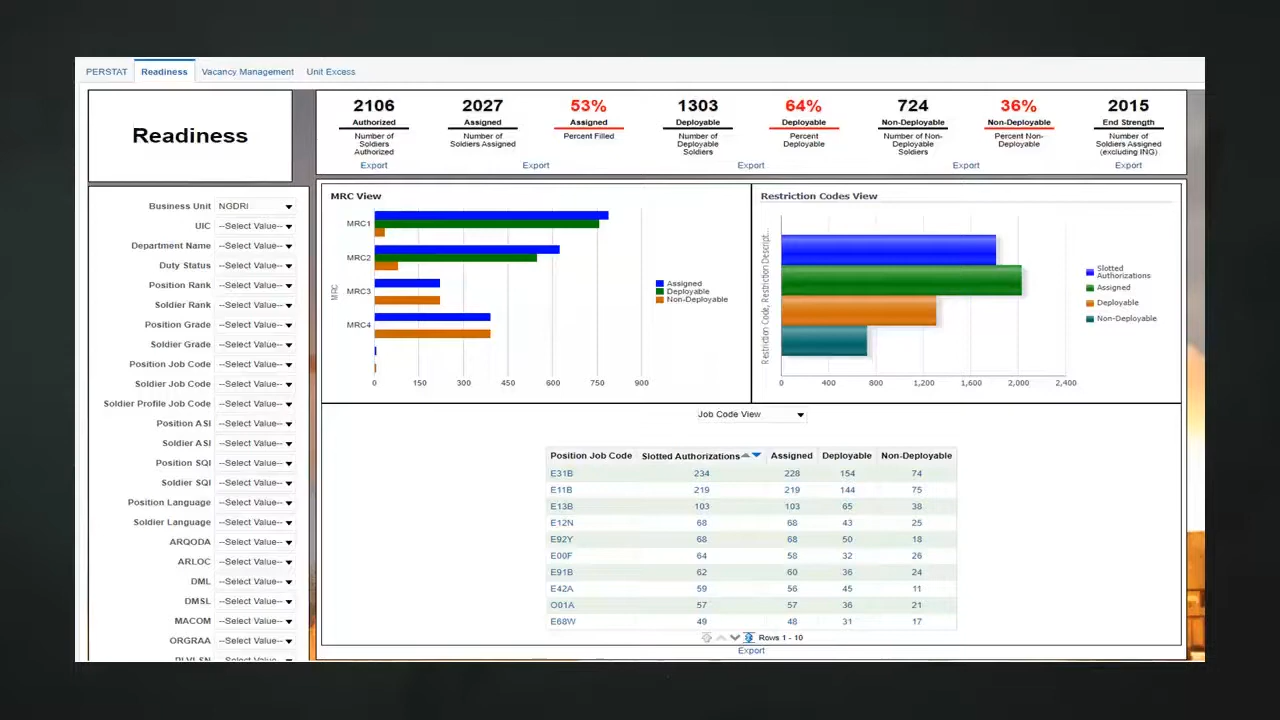 PERSTAT Readiness Vacancy Management Unit Excess
Readiness
2106 2027 53% 1303 64% 724 36% 2015
Authorized Assigned Assigned Deployable Deployable Non-Deployable Non-Deployable End Strength
Number of Soldiers Authorized
Number of Soldiers Assigned
Percent Filled
Number of Deployable Soldiers
Percent Deployable
Number of Non-Deployable Soldiers
Percent Non-Deployable
Number of Soldiers Assigned (excluding ING)
Export Export Export Export Export
Business Unit NGDRI
UIC --Select Value--
Department Name --Select Value--
Duty Status --Select Value--
Position Rank --Select Value--
Soldier Rank --Select Value--
Position Grade --Select Value--
Soldier Grade --Select Value--
Position Job Code --Select Value--
Soldier Job Code --Select Value--
Soldier Profile Job Code --Select Value--
Position ASI --Select Value--
Soldier ASI --Select Value--
Position SQI --Select Value--
Soldier SQI --Select Value--
Position Language --Select Value--
Soldier Language --Select Value--
ARQODA --Select Value--
ARLOC --Select Value--
DML --Select Value--
DMSL --Select Value--
MACOM --Select Value--
ORGRAA --Select Value--
MRC View
MRC
MRC1
MRC2
MRC3
MRC4
0 150 300 450 600 750 900
Assigned
Deployable
Non-Deployable
Restriction Codes View
Restriction Code, Restriction Descript...
0 400 800 1,200 1,600 2,000 2,400
Slotted
Authorizations
Assigned
Deployable
Non-Deployable
Job Code View
Position Job Code Slotted Authorizations Assigned Deployable Non-Deployable
E31B 234 228 154 74
E11B 219 219 144 75
E13B 103 103 65 38
E12N 68 68 43 25
E92Y 68 68 50 18
E00F 64 58 32 26
E91B 62 60 36 24
E42A 59 56 45 11
O01A 57 57 36 21
E68W 49 48 31 17
Rows 1 - 10
Export